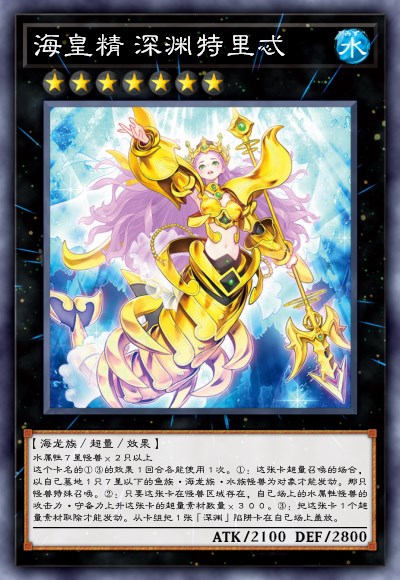 海皇精 深渊特里忒
水
【海龙族／超量／效果】
水属性７星怪兽×２只以上
这个卡名的①③的效果１回合各能使用１次。①：这张卡超量召唤的场合，
以自己墓地１只７星以下的鱼族·海龙族·水族怪兽为对象才能发动。那只
怪兽特殊召唤。②：只要这张卡在怪兽区域存在，自己场上的水属性怪兽的
攻击力·守备力上升这张卡的超量素材数量×３００。③：把这张卡１个超
量素材取除才能发动。从卡组把１张「深渊」陷阱卡在自己场上盖放。
ATK/2100 DEF/2800